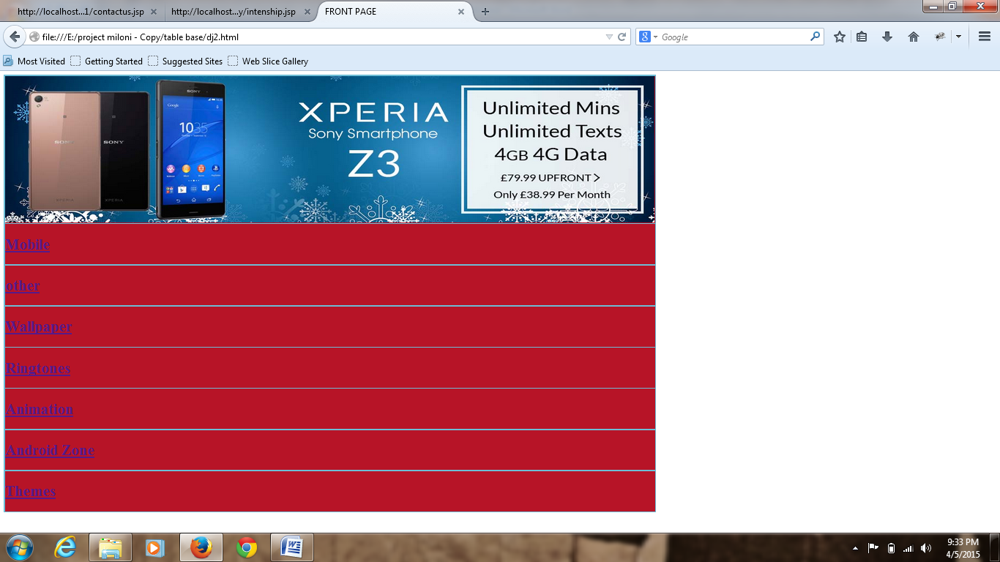 http://localhost...1/contactus.jsp
http://localhost...y/intenship.jsp
FRONT PAGE
file:///E:/project miloni - Copy/table base/dj2.html
Google
Most Visited
Getting Started
Suggested Sites
Web Slice Gallery
SONY
XPERIA
SONY
XPERIA
SONY
Google
XPERIA
Sony Smartphone
Z3
Unlimited Mins
Unlimited Texts
4GB 4G Data
£79.99 UPFRONT
Only £38.99 Per Month
Mobile
other
Wallpaper
Ringtones
Animation
Android Zone
Themes
9:33 PM
4/5/2015